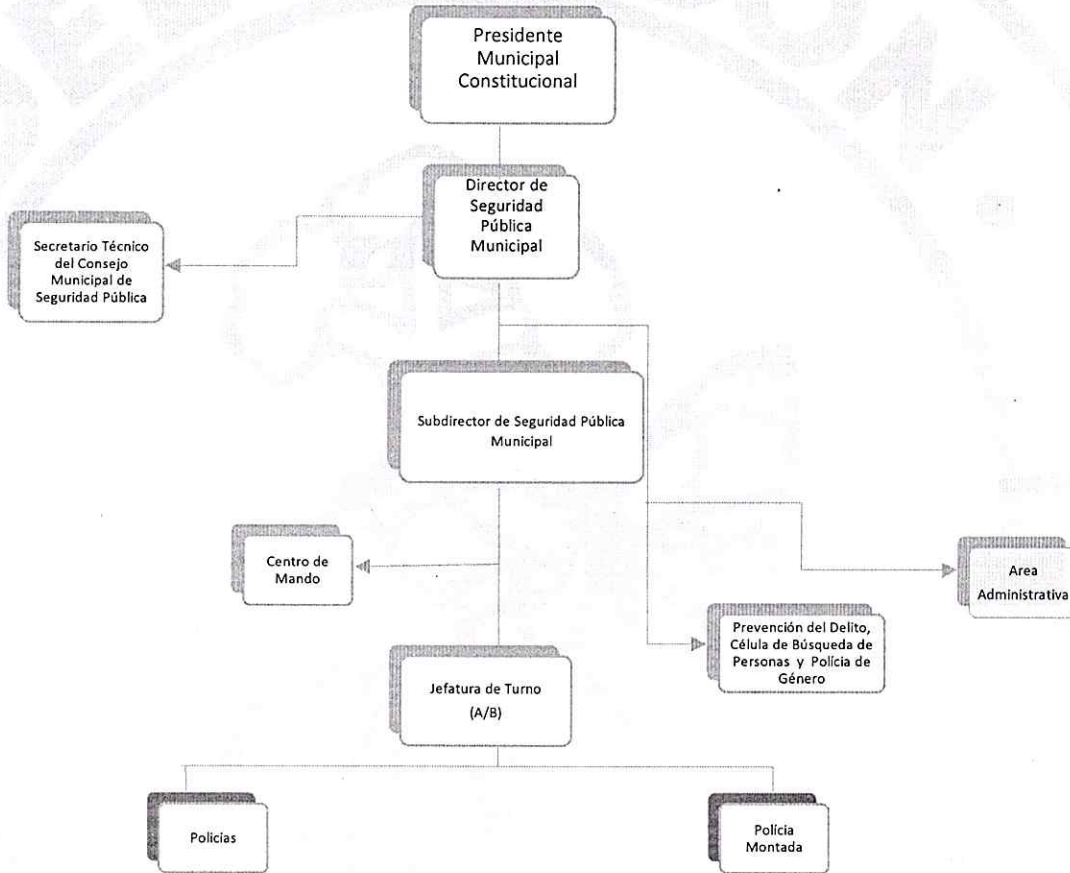 Presidente
Municipal
Constitucional
Director de
Seguridad
Pública
Municipal
Secretario Técnico
del Consejo
Municipal de
Seguridad Pública
Subdirector de Seguridad Pública
Municipal
Centro de
Mando
Area
Administrativa
Prevención del Delito,
Célula de Búsqueda de
Personas y Polícia de
Género
Jefatura de Turno
(A/B)
Policias
Polícia
Montada